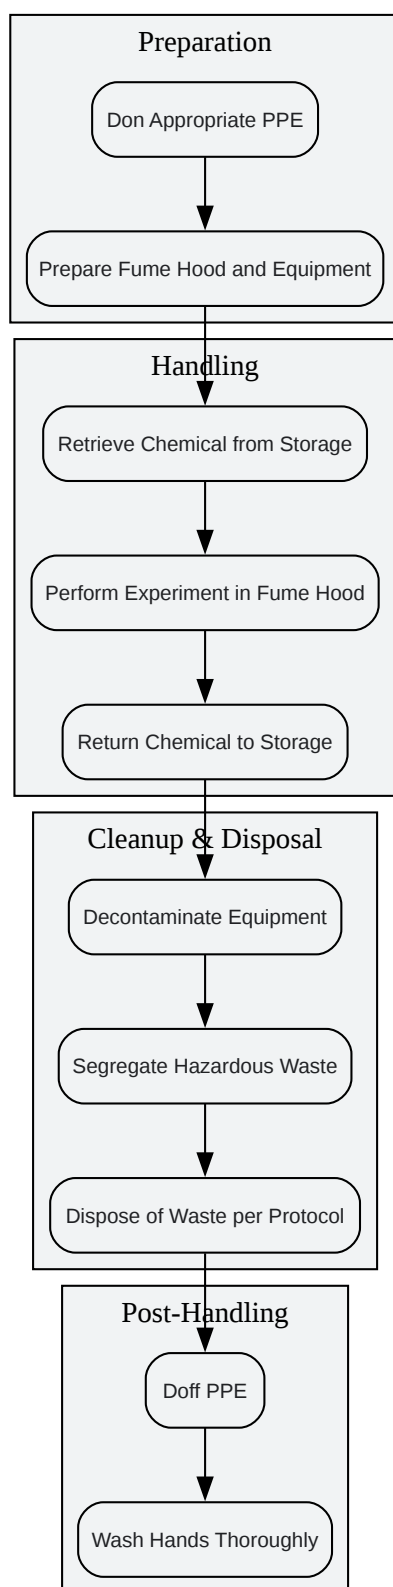 Preparation
Don Appropriate PPE
Prepare Fume Hood and Equipment
Handling
Retrieve Chemical from Storage
Perform Experiment in Fume Hood
Return Chemical to Storage
Cleanup & Disposal
Decontaminate Equipment
Segregate Hazardous Waste
Dispose of Waste per Protocol
Post-Handling
Doff PPE
Wash Hands Thoroughly